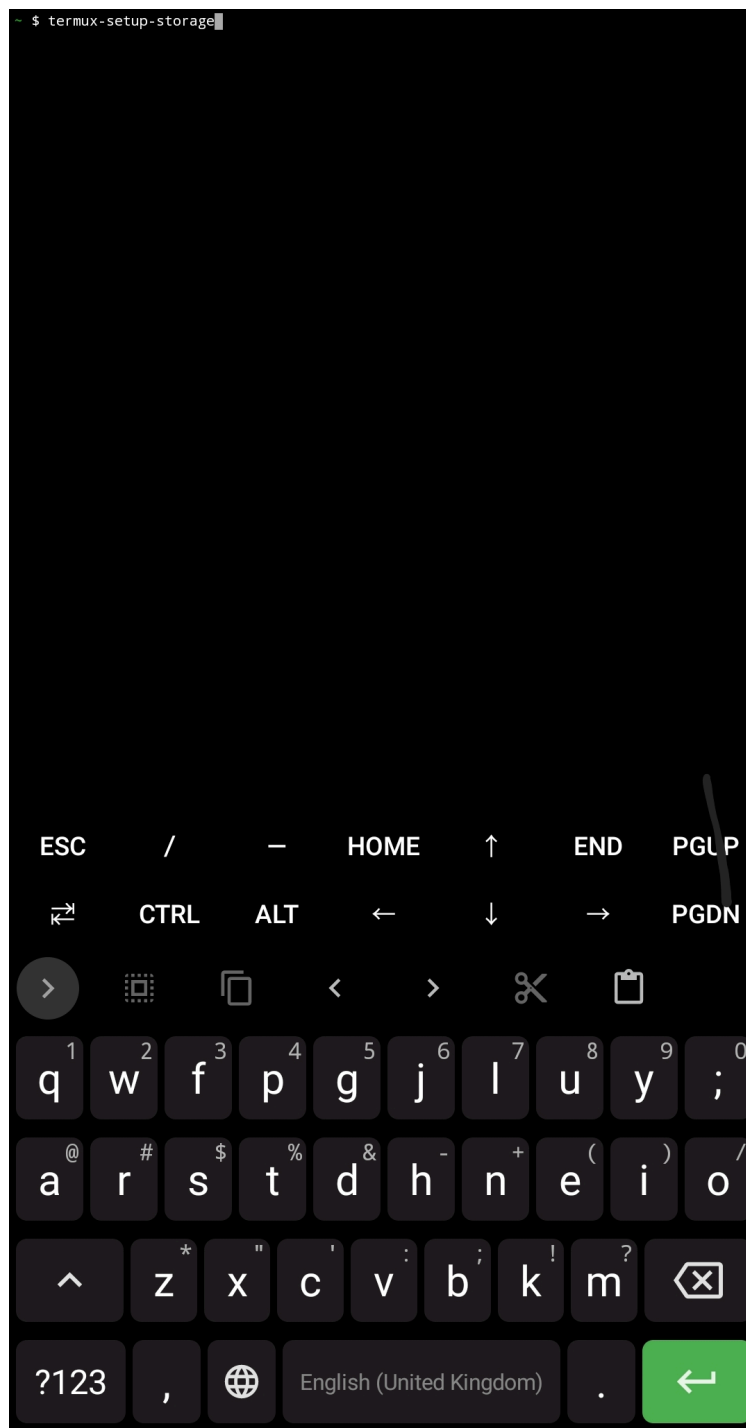 ~ $ termux-setup-storage
ESC / — HOME ↑ END PGUP
⇄ CTRL ALT ← ↓ → PGDN
1 2 3 4 5 6 7 8 9 0
q w f p g j l u y ;
@ # $ % & - + ( ) /
a r s t d h n e i o
* " ' : ; ! ?
z x c v b k m
?123 , English (United Kingdom) .